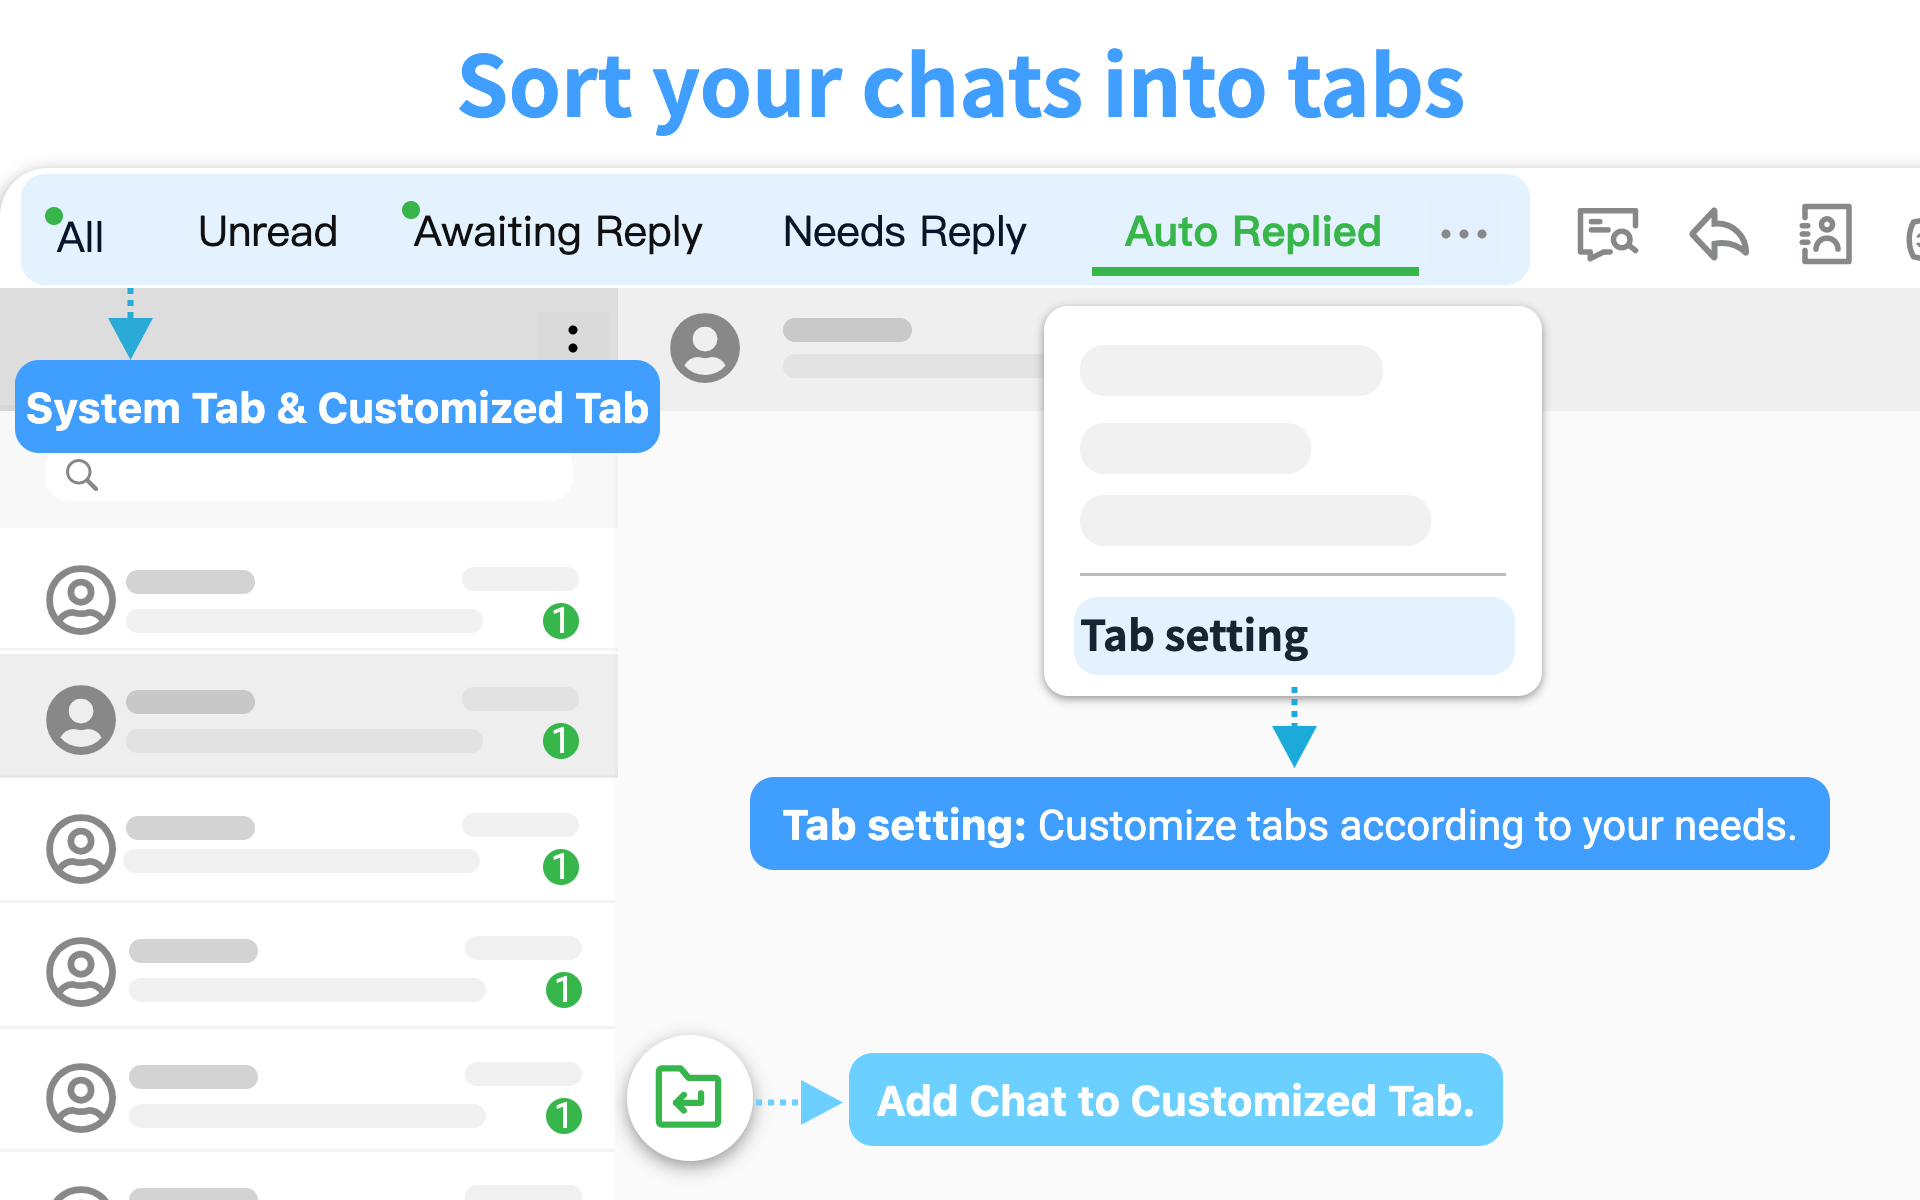 Sort your chats into tabs
All Unread Awaiting Reply Needs Reply Auto Replied
System Tab & Customized Tab
1
Tab setting
1
Tab setting: Customize tabs according to your needs.
1
1
1
Add Chat to Customized Tab.